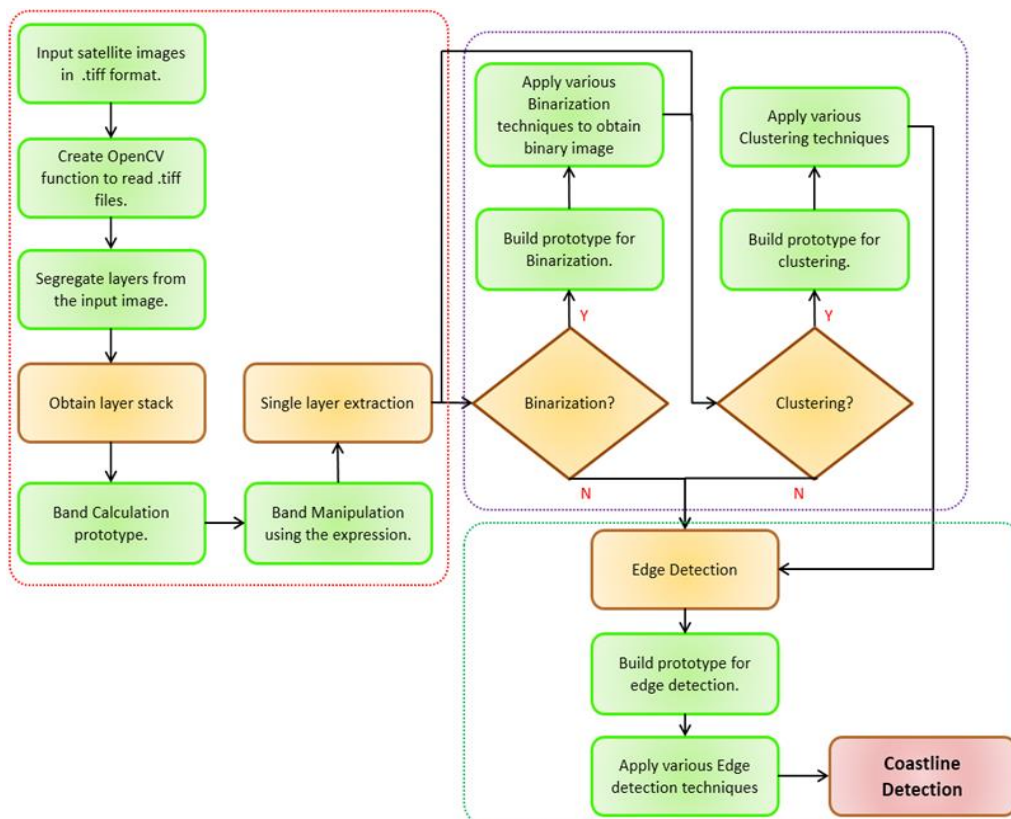 Input satellite images
in .tiff format.
Create OpenCV
function to read .tiff
files.
Segregate layers from
the input image.
Obtain layer stack
Band Calculation
prototype.
Band Manipulation
using the expression.
Single layer extraction
Apply various
Binarization
techniques to obtain
binary image
Build prototype for
Binarization.
Y
Binarization?
N
Apply various
Clustering techniques
Build prototype for
clustering.
Y
Clustering?
N
Edge Detection
Build prototype for
edge detection.
Apply various Edge
detection techniques
Coastline
Detection